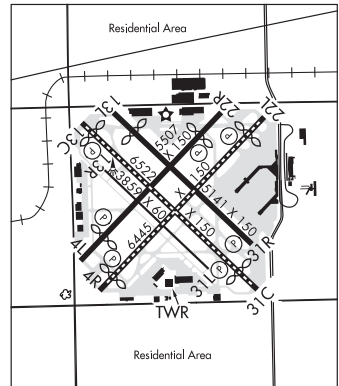 Residential Area
13L
22R
22L
13C
13R
5507 X 150
6522 X 150
3859 X 60
5141 X 150
6445 X 150
P
P
P
P
P
P
P
4L
4R
31R
31L
31C
TWR
Residential Area